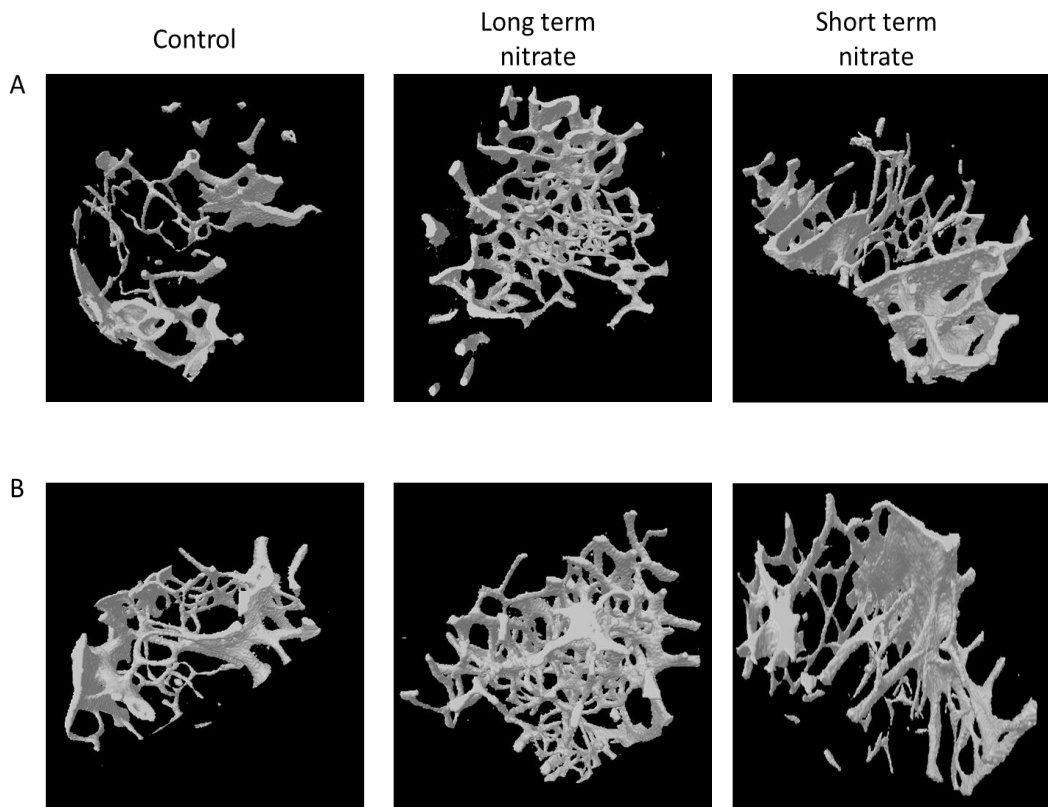 Control
Long term
nitrate
Short term
nitrate
A
B